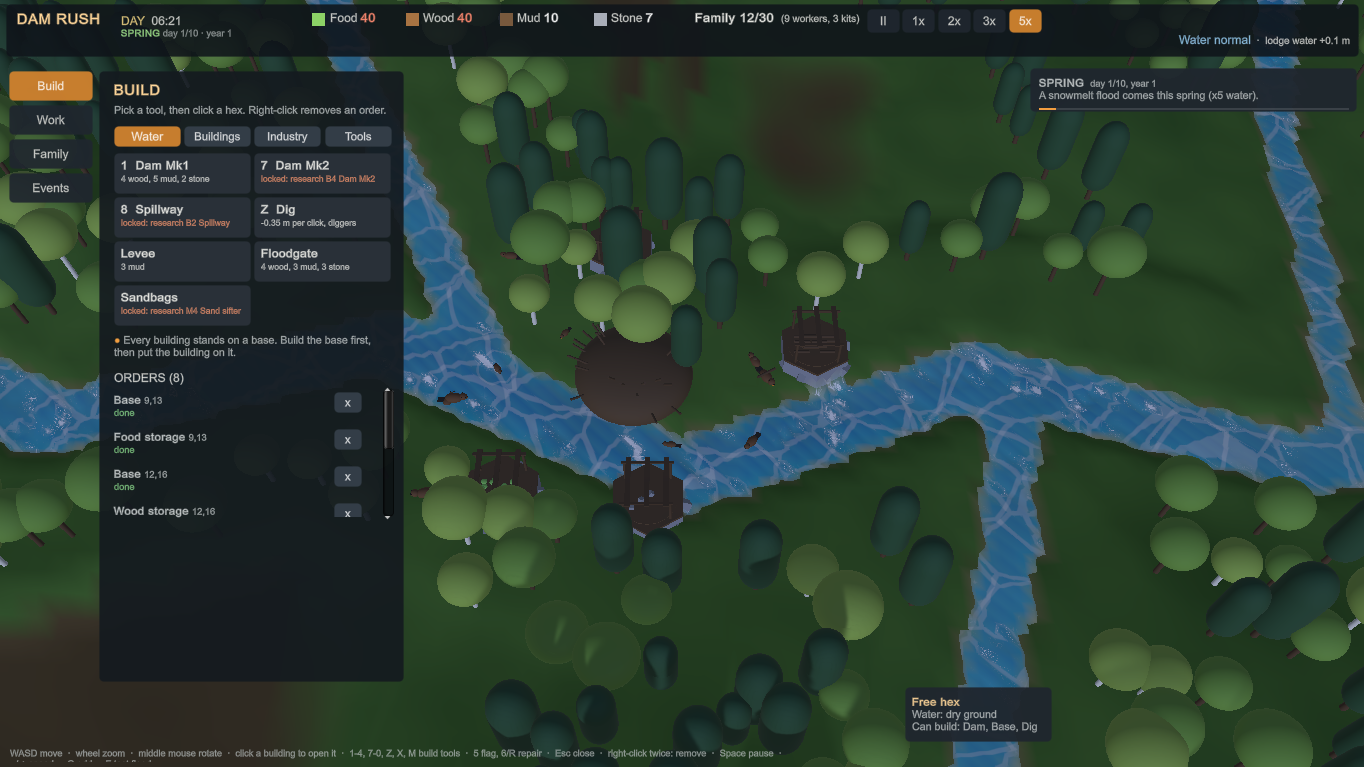 DAM RUSH
DAY 06:21
SPRING day 1/10 · year 1
Food 40
Wood 40
Mud 10
Stone 7
Family 12/30 (9 workers, 3 kits)
II 1x 2x 3x 5x
Water normal · lodge water +0.1 m
SPRING day 1/10, year 1
A snowmelt flood comes this spring (x5 water).
Build
Work
Family
Events
BUILD
Pick a tool, then click a hex. Right-click removes an order.
Water Buildings Industry Tools
1 Dam Mk1
4 wood, 5 mud, 2 stone
7 Dam Mk2
locked: research B4 Dam Mk2
8 Spillway
locked: research B2 Spillway
Z Dig
-0.35 m per click, diggers
Levee
3 mud
Floodgate
4 wood, 3 mud, 3 stone
Sandbags
locked: research M4 Sand sifter
● Every building stands on a base. Build the base first,
then put the building on it.
ORDERS (8)
Base 9,13
done
x
Food storage 9,13
done
x
Base 12,16
done
x
Wood storage 12,16
x
Free hex
Water: dry ground
Can build: Dam, Base, Dig
WASD move · wheel zoom · middle mouse rotate · click a building to open it · 1-4, 7-0, Z, X, M build tools · 5 flag, 6/R repair · Esc close · right-click twice: remove · Space pause ·